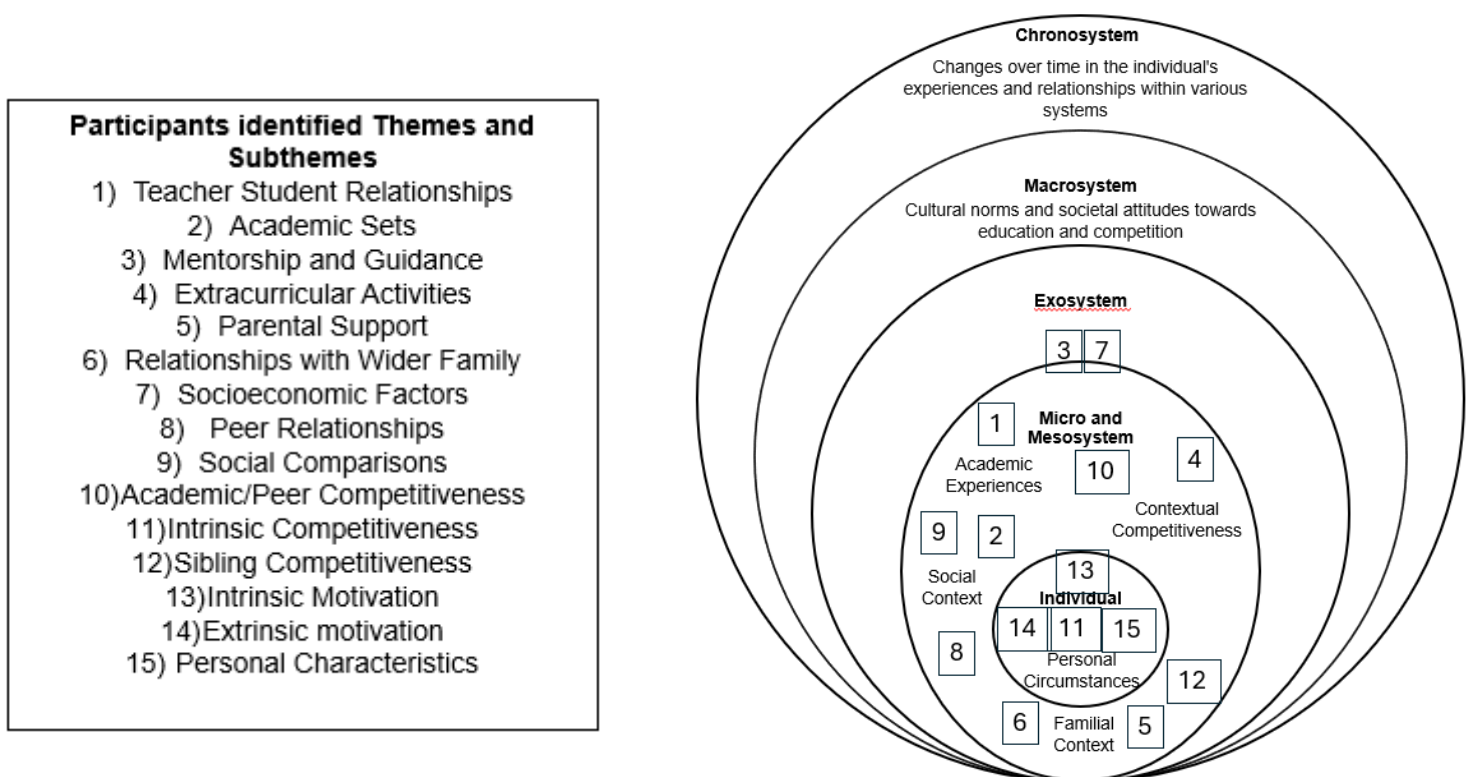 Participants identified Themes and
Subthemes
1) Teacher Student Relationships
2) Academic Sets
3) Mentorship and Guidance
4) Extracurricular Activities
5) Parental Support
6) Relationships with Wider Family
7) Socioeconomic Factors
8) Peer Relationships
9) Social Comparisons
10)Academic/Peer Competitiveness
11)Intrinsic Competitiveness
12)Sibling Competitiveness
13)Intrinsic Motivation
14)Extrinsic motivation
15) Personal Characteristics
Chronosystem
Changes over time in the individual's
experiences and relationships within various
systems
Macrosystem
Cultural norms and societal attitudes towards
education and competition
Exosystem
3 7
1
Micro and
Mesosystem
Academic
Experiences
10
4
Contextual
Competitiveness
9 2
Social
Context
13
Individual
14 11 15
Personal
Circumstances
8
12
6
Familial
Context
5